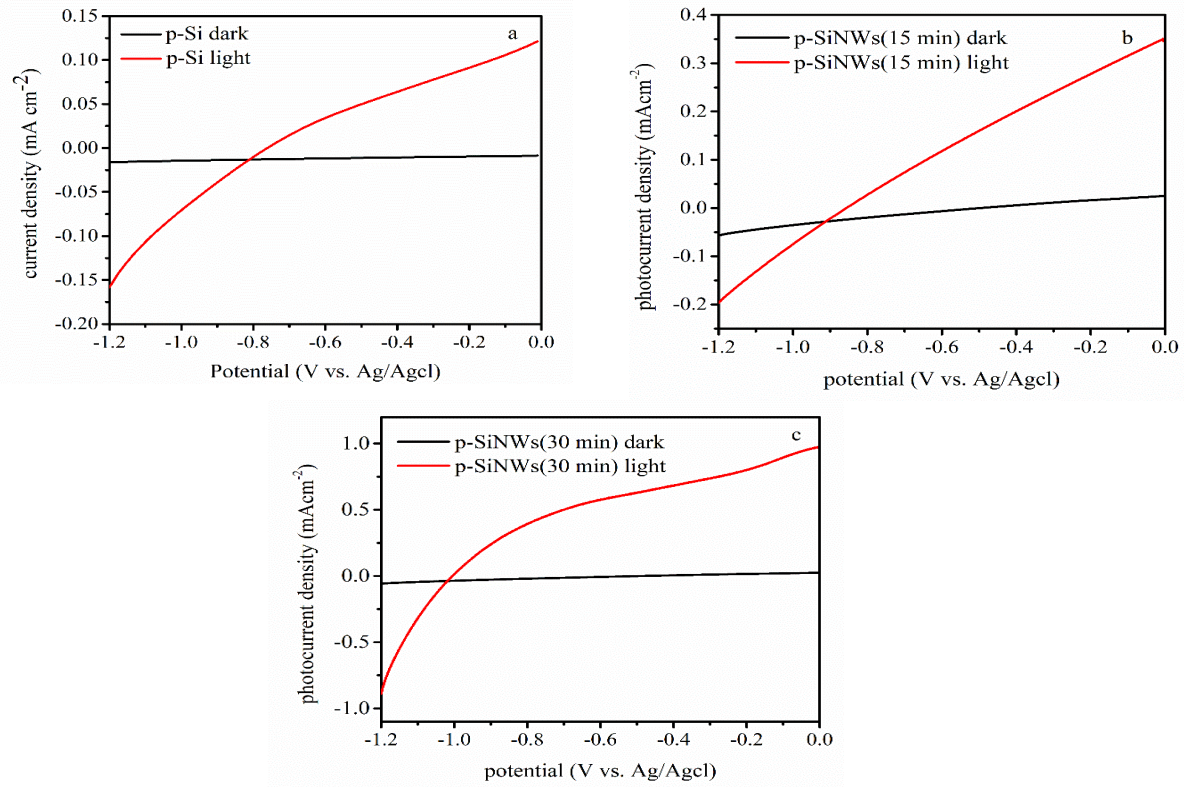 0.15
0.10
0.05
0.00
-0.05
-0.10
-0.15
-0.20
current density (mA cm-2)
p-Si dark
p-Si light
a
-1.2 -1.0 -0.8 -0.6 -0.4 -0.2 0.0
Potential (V vs. Ag/Agcl)
0.4
0.3
0.2
0.1
0.0
-0.1
-0.2
photocurrent density (mAcm-2)
p-SiNWs(15 min) dark
p-SiNWs(15 min) light
b
-1.2 -1.0 -0.8 -0.6 -0.4 -0.2 0.0
potential (V vs. Ag/Agcl)
1.0
0.5
0.0
-0.5
-1.0
photocurrent density (mAcm-2)
p-SiNWs(30 min) dark
p-SiNWs(30 min) light
c
-1.2 -1.0 -0.8 -0.6 -0.4 -0.2 0.0
potential (V vs. Ag/Agcl)